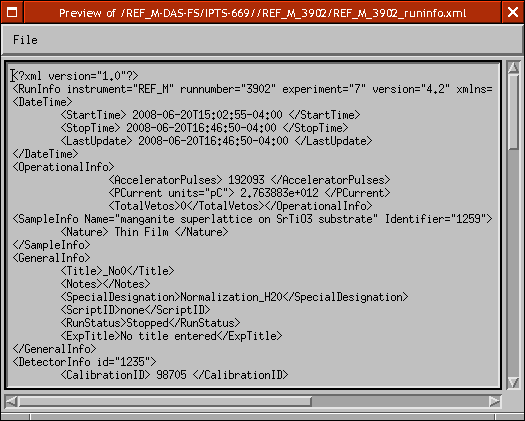 Preview of /REF_M-DAS-FS/IPTS-669//REF_M_3902/REF_M_3902_runinfo.xml
File
<?xml version="1.0"?>
<RunInfo instrument="REF_M" runnumber="3902" experiment="7" version="4.2" xmlns=
<DateTime>
<StartTime> 2008-06-20T15:02:55-04:00 </StartTime>
<StopTime> 2008-06-20T16:46:50-04:00 </StopTime>
<LastUpdate> 2008-06-20T16:46:50-04:00 </LastUpdate>
</DateTime>
<OperationalInfo>
<AcceleratorPulses> 192093 </AcceleratorPulses>
<PCurrent units="pC"> 2.763883e+012 </PCurrent>
<TotalVetos>0</TotalVetos></OperationalInfo>
<SampleInfo Name="manganite superlattice on SrTiO3 substrate" Identifier="1259">
<Nature> Thin Film </Nature>
</SampleInfo>
<GeneralInfo>
<Title>_No0</Title>
<Notes></Notes>
<SpecialDesignation>Normalization_H20</SpecialDesignation>
<ScriptID>none</ScriptID>
<RunStatus>Stopped</RunStatus>
<ExpTitle>No title entered</ExpTitle>
</GeneralInfo>
<DetectorInfo id="1235">
<CalibrationID> 98705 </CalibrationID>